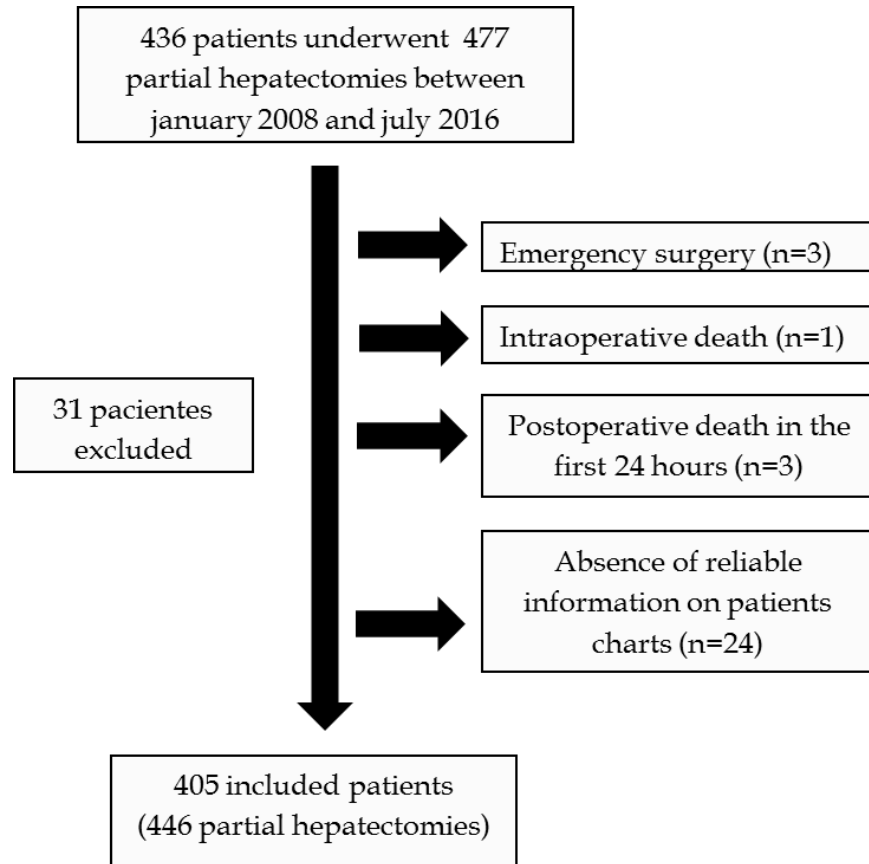 436 patients underwent 477
partial hepatectomies between
january 2008 and july 2016
Emergency surgery (n=3)
Intraoperative death (n=1)
31 pacientes
excluded
Postoperative death in the
first 24 hours (n=3)
Absence of reliable
information on patients
charts (n=24)
405 included patients
(446 partial hepatectomies)